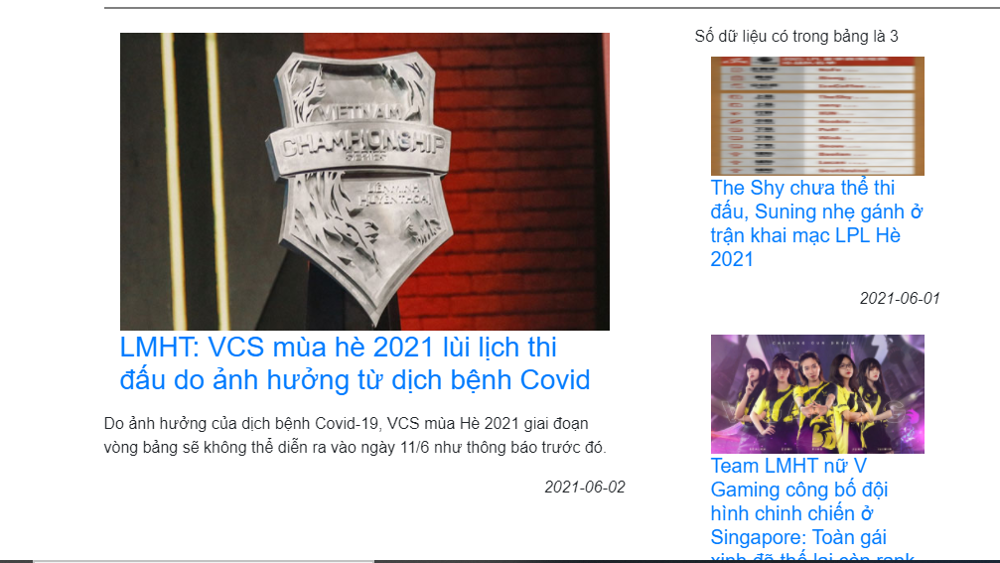 VIETNAM
CHAMPIONSHIP
SERIES
LIÊN MINH
HUYỀN THOẠI
LMHT: VCS mùa hè 2021 lùi lịch thi
đấu do ảnh hưởng từ dịch bệnh Covid
Do ảnh hưởng của dịch bệnh Covid-19, VCS mùa Hè 2021 giai đoạn
vòng bảng sẽ không thể diễn ra vào ngày 11/6 như thông báo trước đó.
2021-06-02
Số dữ liệu có trong bảng là 3
The Shy chưa thể thi
đấu, Suning nhẹ gánh ở
trận khai mạc LPL Hè
2021
2021-06-01
CHASING OUR DREAM
Team LMHT nữ V
Gaming công bố đội
hình chinh chiến ở
Singapore: Toàn gái
xinh đã thế lại còn rank